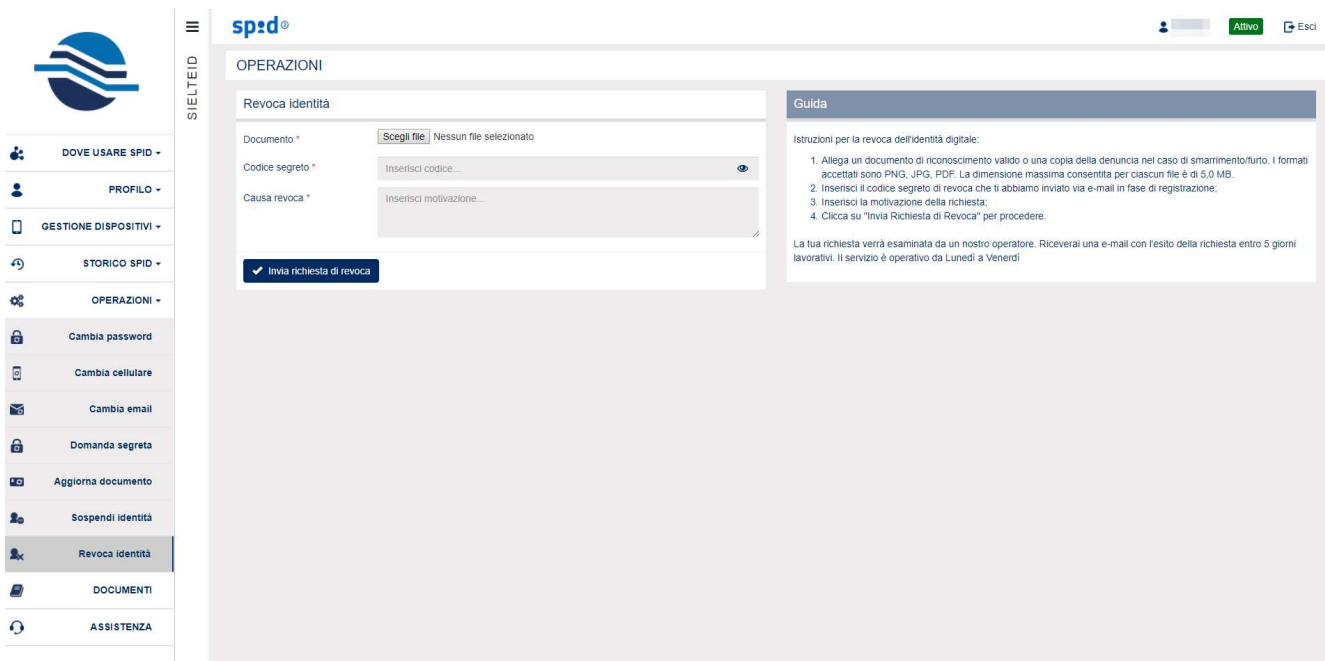 spid
Attivo
Esci
SIELTEID
OPERAZIONI
DOVE USARE SPID
PROFILO
GESTIONE DISPOSITIVI
STORICO SPID
OPERAZIONI
Cambia password
Cambia cellulare
Cambia email
Domanda segreta
Aggiorna documento
Sospendi identità
Revoca identità
DOCUMENTI
ASSISTENZA
Revoca identità
Documento *
Scegli file Nessun file selezionato
Codice segreto *
Inserisci codice...
Causa revoca *
Inserisci motivazione...
Invia richiesta di revoca
Guida
Istruzioni per la revoca dell'identità digitale:
1. Allega un documento di riconoscimento valido o una copia della denuncia nel caso di smarrimento/furto. I formati
accettati sono PNG, JPG, PDF. La dimensione massima consentita per ciascun file è di 5,0 MB.
2. Inserisci il codice segreto di revoca che ti abbiamo inviato via e-mail in fase di registrazione;
3. Inserisci la motivazione della richiesta;
4. Clicca su "Invia Richiesta di Revoca" per procedere.
La tua richiesta verrà esaminata da un nostro operatore. Riceverai una e-mail con l'esito della richiesta entro 5 giorni
lavorativi. Il servizio è operativo da Lunedì a Venerdì